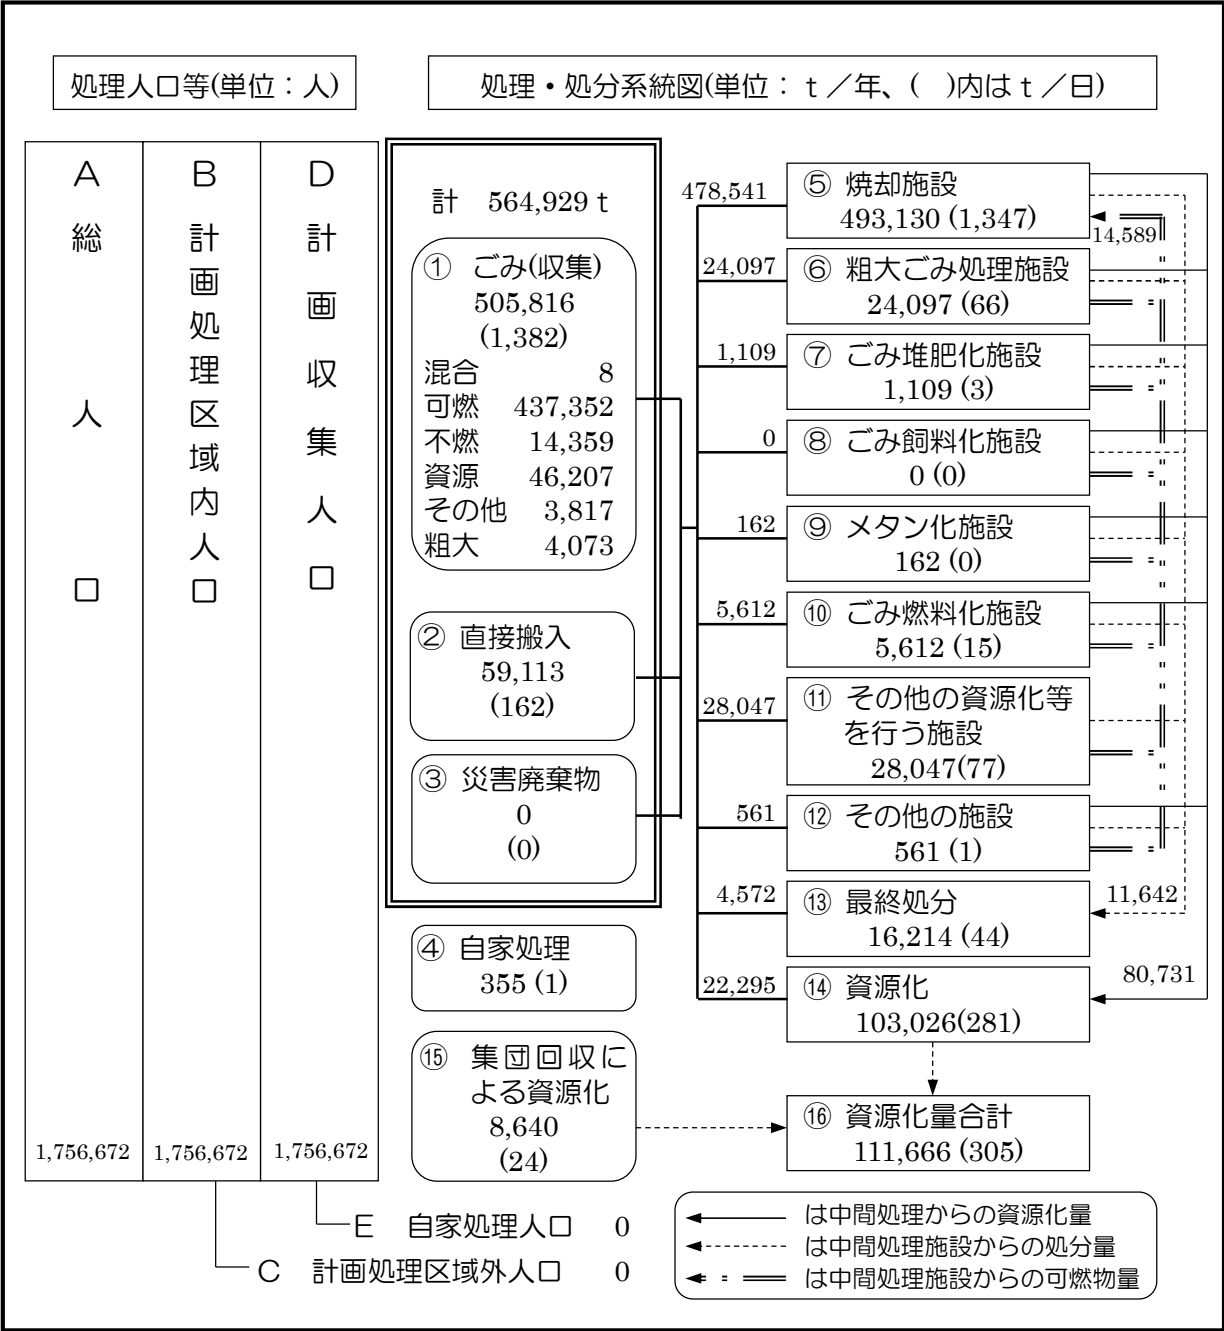 処理人口等(単位：人)
処理・処分系統図(単位：ｔ／年、(　)内はｔ／日)
A
総人口
1,756,672
B
計画処理区域内人口
1,756,672
D
計画収集人口
1,756,672
E　自家処理人口　0
C　計画処理区域外人口　0
計　564,929ｔ
① ごみ(収集)
505,816
(1,382)
混合　8
可燃　437,352
不燃　14,359
資源　46,207
その他　3,817
粗大　4,073
② 直接搬入
59,113
(162)
③ 災害廃棄物
0
(0)
④ 自家処理
355 (1)
⑮ 集団回収に
よる資源化
8,640
(24)
478,541
⑤ 焼却施設
493,130 (1,347)
14,589
24,097
⑥ 粗大ごみ処理施設
24,097 (66)
1,109
⑦ ごみ堆肥化施設
1,109 (3)
0
⑧ ごみ飼料化施設
0 (0)
162
⑨ メタン化施設
162 (0)
5,612
⑩ ごみ燃料化施設
5,612 (15)
28,047
⑪ その他の資源化等
を行う施設
28,047(77)
561
⑫ その他の施設
561 (1)
4,572
⑬ 最終処分
16,214 (44)
11,642
22,295
⑭ 資源化
103,026(281)
80,731
⑯ 資源化量合計
111,666 (305)
は中間処理からの資源化量
は中間処理施設からの処分量
は中間処理施設からの可燃物量